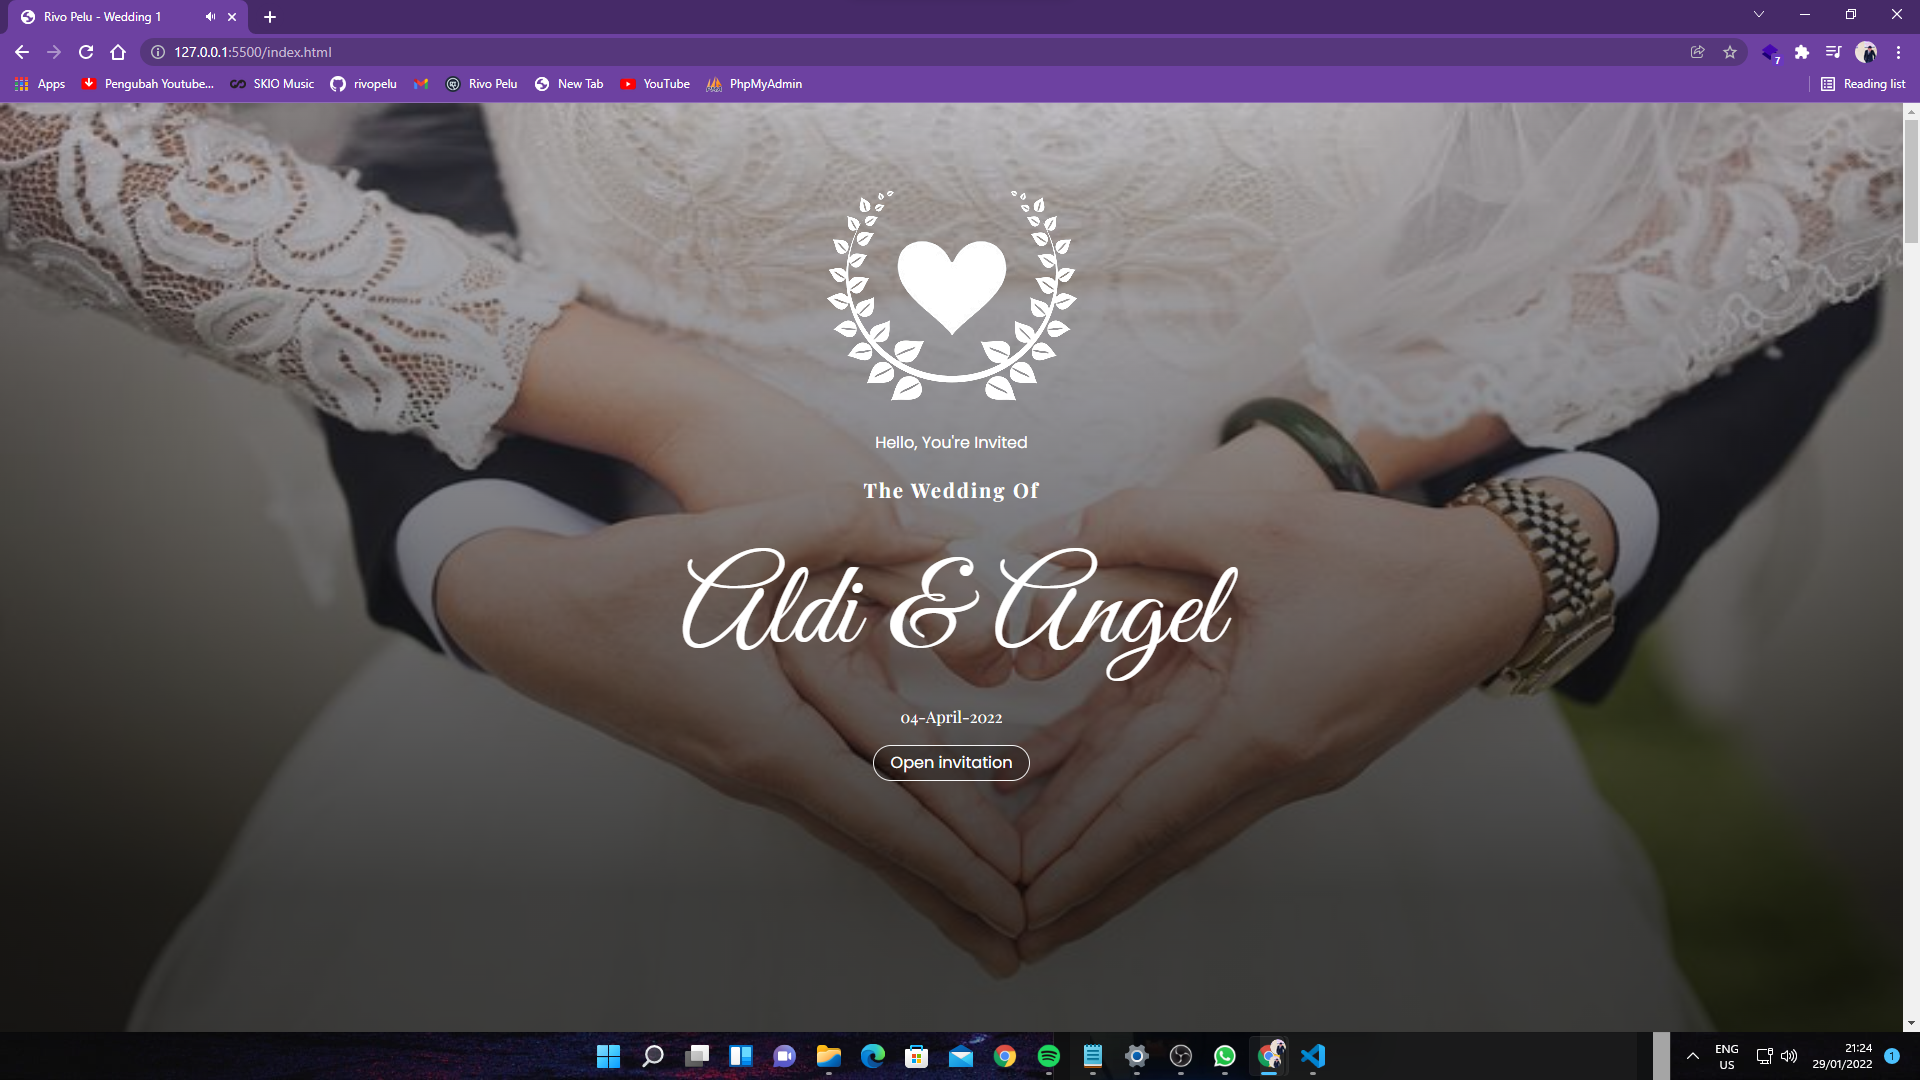 Rivo Pelu - Wedding 1
127.0.0.1:5500/index.html
7
Apps
Pengubah Youtube...
SKIO Music
rivopelu
Rivo Pelu
New Tab
YouTube
PhpMyAdmin
Reading list
Hello, You're Invited
The Wedding Of
Aldi & Angel
04-April-2022
Open invitation
ENG
US
21:24
29/01/2022
1